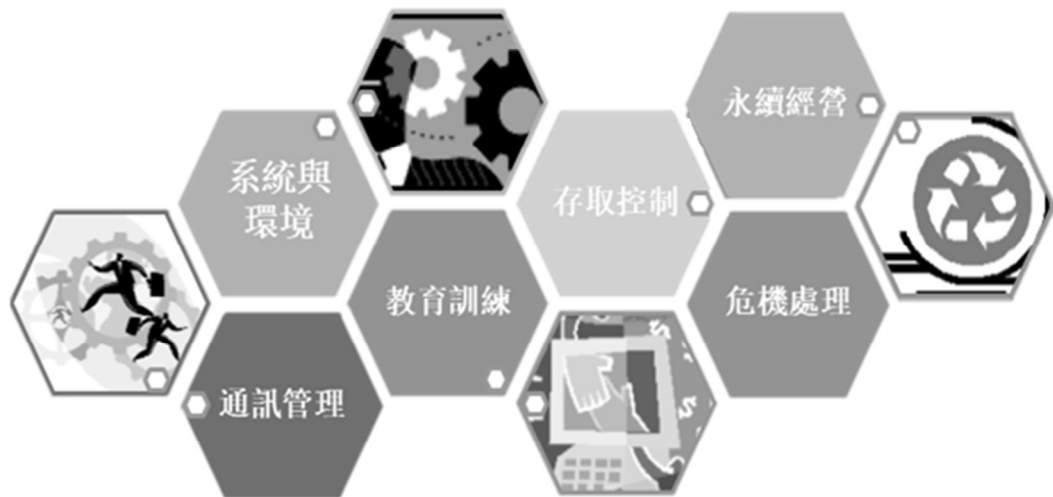 永續經營
系統與
環境
存取控制
教育訓練
危機處理
通訊管理